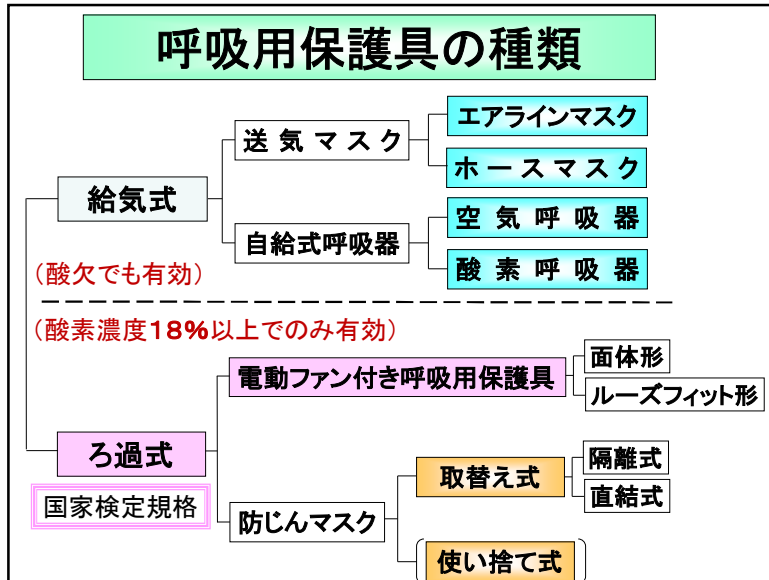 呼吸用保護具の種類
エアラインマスク
送気マスク
ホースマスク
給気式
空気呼吸器
自給式呼吸器
酸素呼吸器
(酸欠でも有効)
(酸素濃度18%以上でのみ有効)
面体形
電動ファン付き呼吸用保護具
ルーズフィット形
ろ過式
隔離式
取替え式
直結式
国家検定規格
防じんマスク
使い捨て式